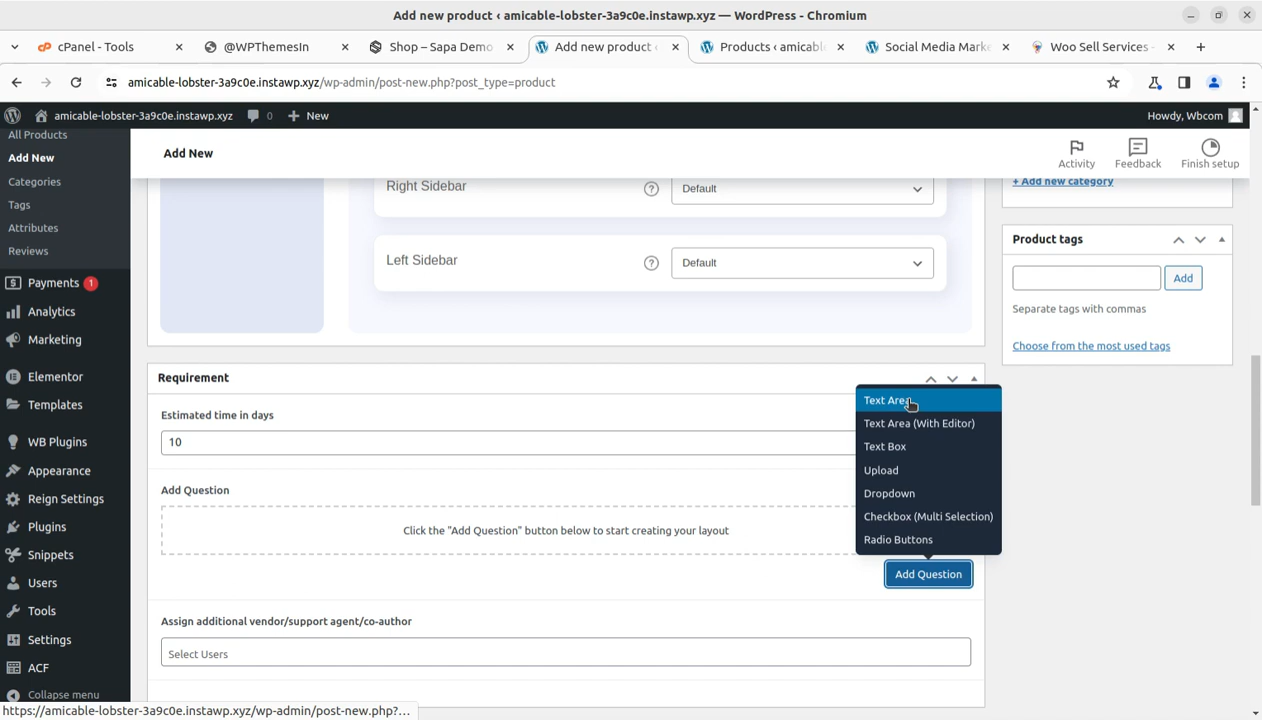 Add new product ‹ amicable-lobster-3a9c0e.instawp.xyz — WordPress - Chromium
cPanel - Tools
@WPThemesIn
Shop – Sapa Demo
Add new product ‹
Products ‹ amicabl
Social Media Mark
Woo Sell Services -
amicable-lobster-3a9c0e.instawp.xyz/wp-admin/post-new.php?post_type=product
amicable-lobster-3a9c0e.instawp.xyz
0
New
Howdy, Wbcom
All Products
Add New
Categories
Tags
Attributes
Reviews
Payments 1
Analytics
Marketing
Elementor
Templates
WB Plugins
Appearance
Reign Settings
Plugins
Snippets
Users
Tools
Settings
ACF
Collapse menu
Add New
Activity
Feedback
Finish setup
Right Sidebar
?
Default
Left Sidebar
?
Default
+ Add new category
Product tags
Add
Separate tags with commas
Choose from the most used tags
Requirement
Estimated time in days
10
Add Question
Click the "Add Question" button below to start creating your layout
Text Area
Text Area (With Editor)
Text Box
Upload
Dropdown
Checkbox (Multi Selection)
Radio Buttons
Add Question
Assign additional vendor/support agent/co-author
Select Users
https://amicable-lobster-3a9c0e.instawp.xyz/wp-admin/post-new.php?...